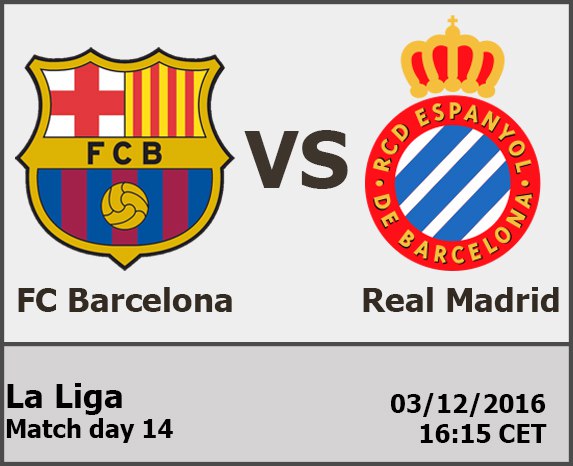 FCB
VS
RCD ESPANYOL
DE BARCELONA
FC Barcelona
Real Madrid
La Liga
Match day 14
03/12/2016
16:15 CET